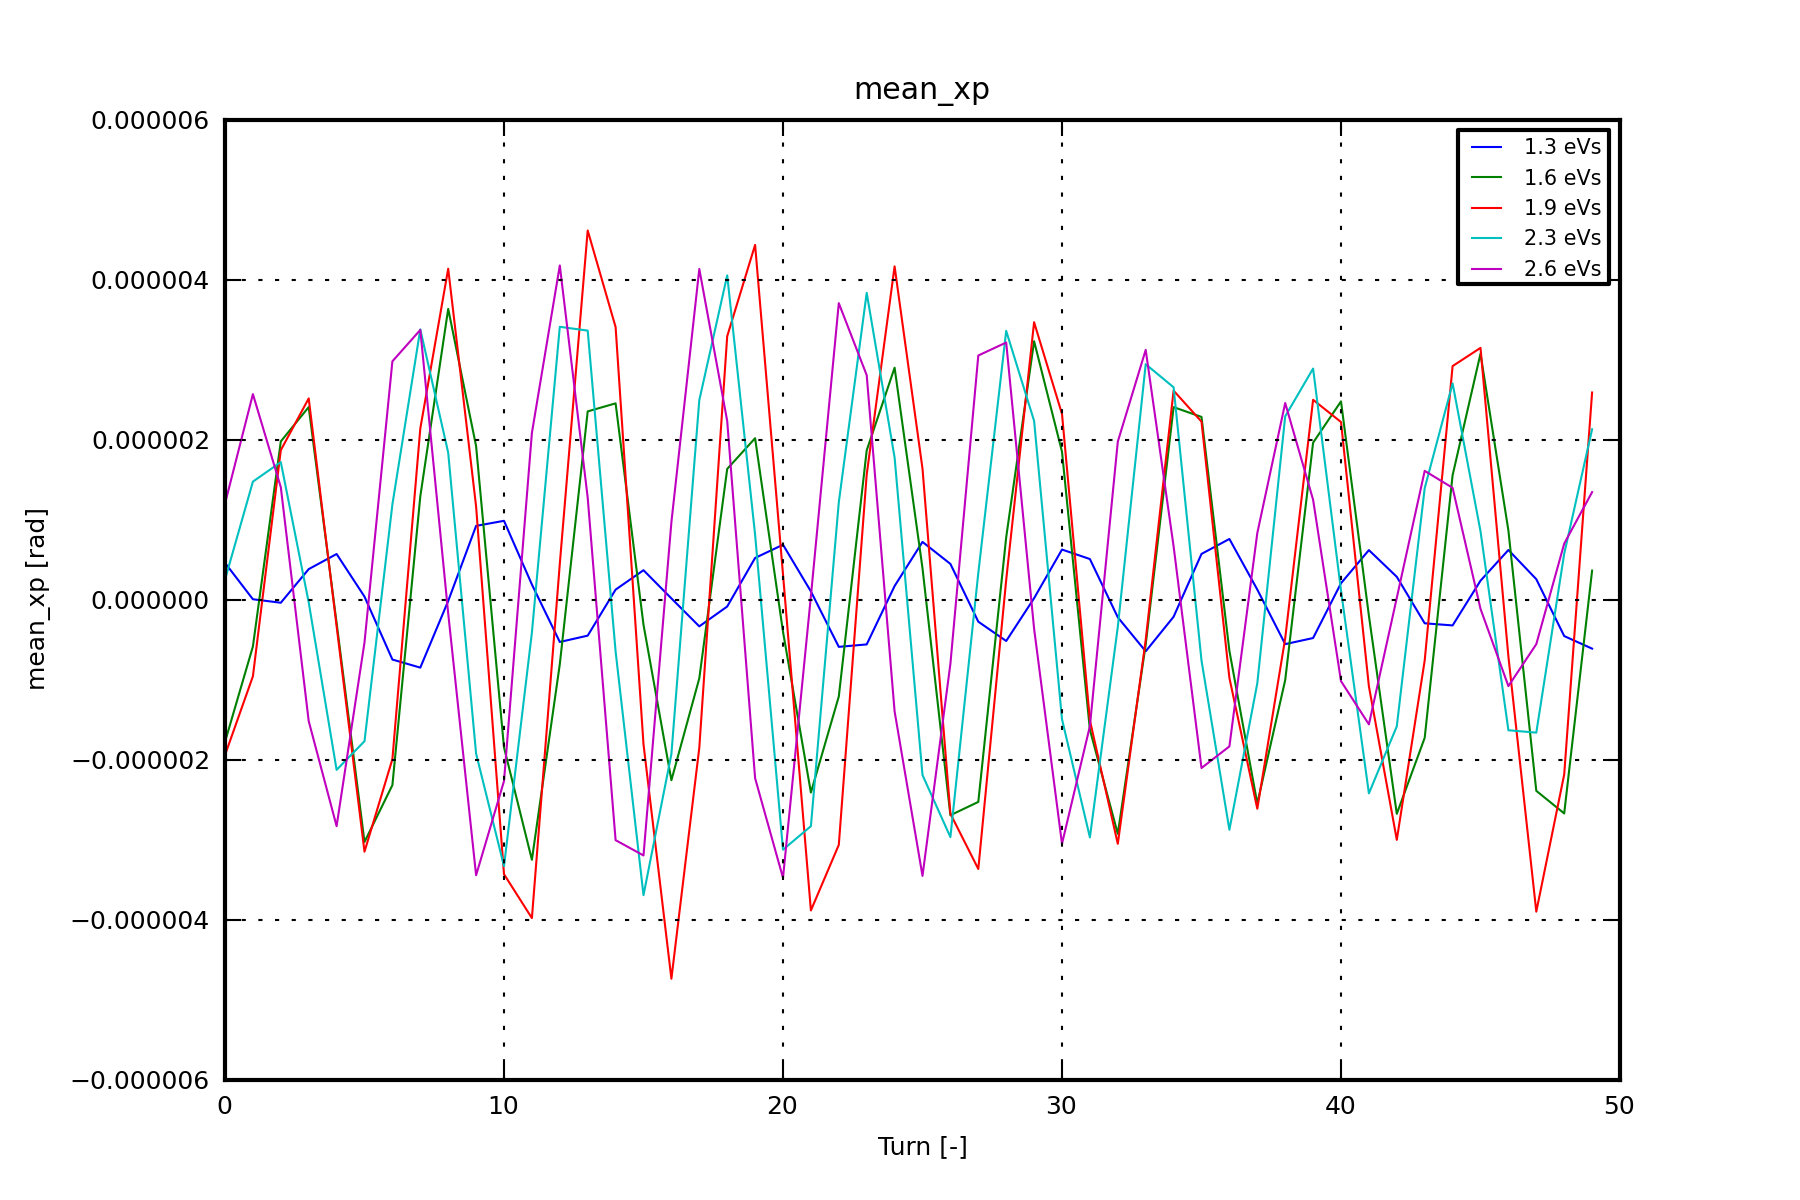 mean_xp
0.000006
0.000004
0.000002
0.000000
−0.000002
−0.000004
−0.000006
mean_xp [rad]
1.3 eVs
1.6 eVs
1.9 eVs
2.3 eVs
2.6 eVs
0 10 20 30 40 50
Turn [-]